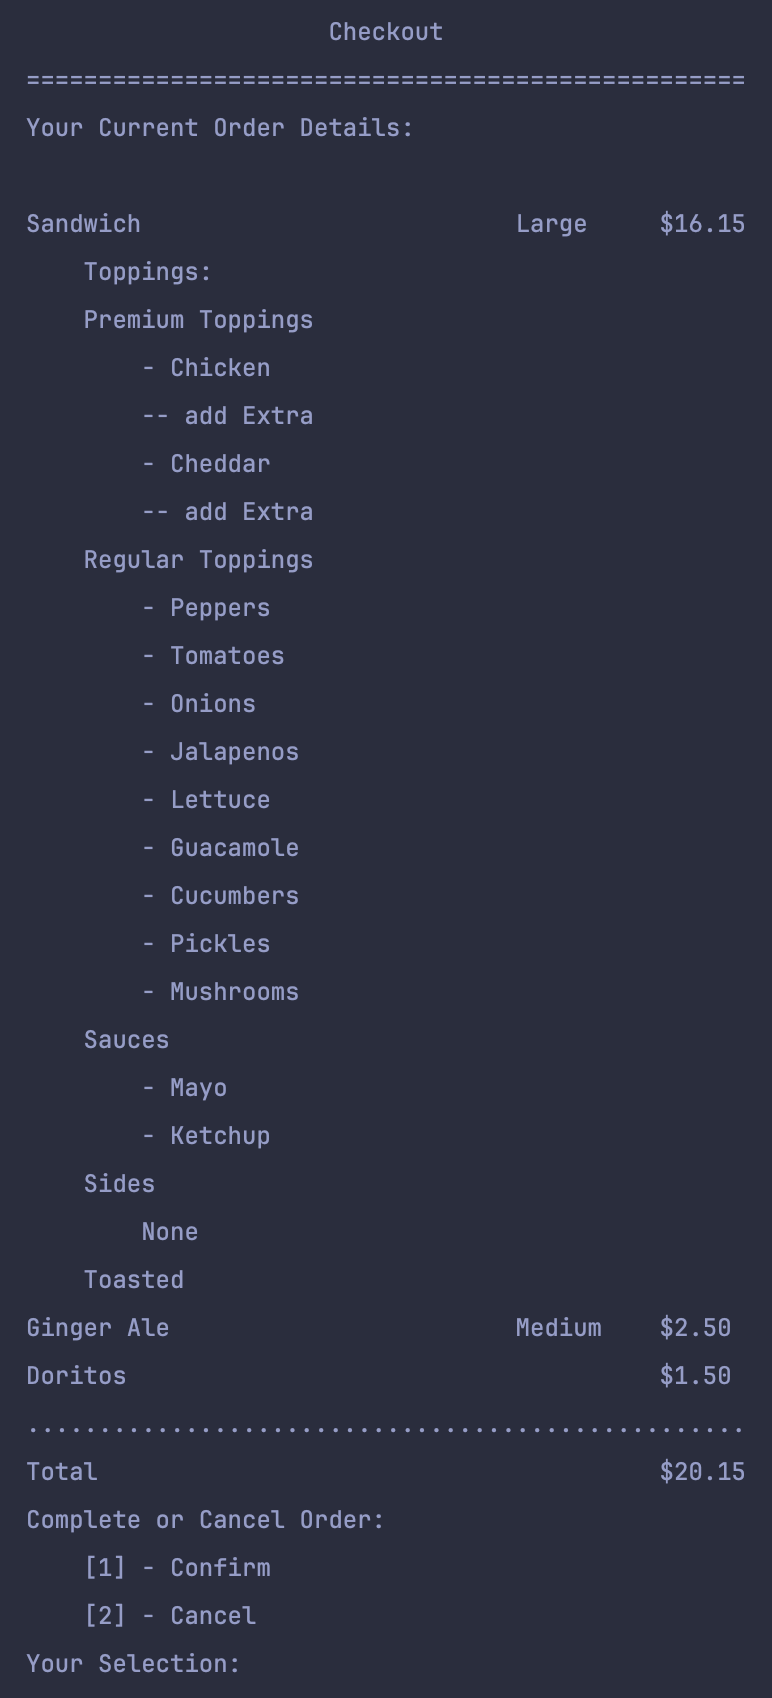 Checkout
==================================================
Your Current Order Details:
Sandwich Large $16.15
Toppings:
Premium Toppings
- Chicken
-- add Extra
- Cheddar
-- add Extra
Regular Toppings
- Peppers
- Tomatoes
- Onions
- Jalapenos
- Lettuce
- Guacamole
- Cucumbers
- Pickles
- Mushrooms
Sauces
- Mayo
- Ketchup
Sides
None
Toasted
Ginger Ale Medium $2.50
Doritos $1.50
..................................................
Total $20.15
Complete or Cancel Order:
[1] - Confirm
[2] - Cancel
Your Selection: